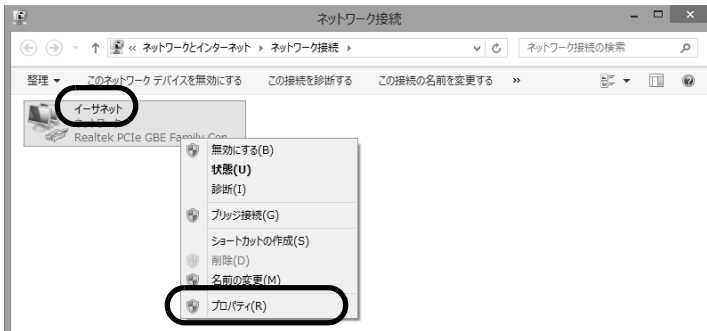 ネットワーク接続
« ネットワークとインターネット ▸ ネットワーク接続 ▸
ネットワーク接続の検索
整理 ▼ このネットワーク デバイスを無効にする この接続を診断する この接続の名前を変更する »
イーサネット
ネットワーク
Realtek PCIe GBE Family Con...
無効にする(B)
状態(U)
診断(I)
ブリッジ接続(G)
ショートカットの作成(S)
削除(D)
名前の変更(M)
プロパティ(R)